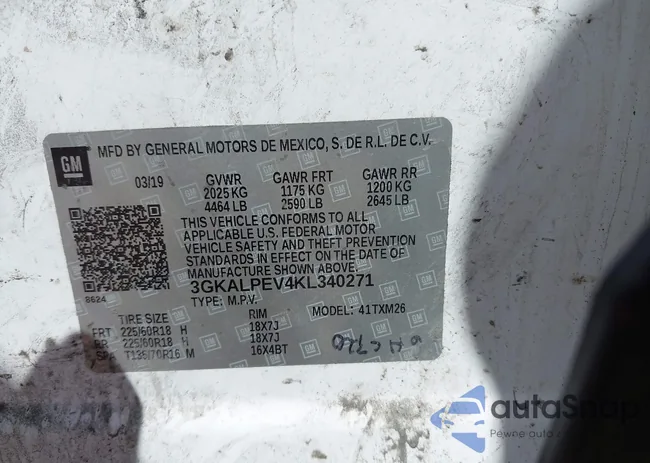 GM
MFD BY GENERAL MOTORS DE MEXICO, S. DE R.L. DE C.V.
03/19 GVWR GAWR FRT GAWR RR
2025 KG 1175 KG 1200 KG
4464 LB 2590 LB 2645 LB
THIS VEHICLE CONFORMS TO ALL
APPLICABLE U.S. FEDERAL MOTOR
VEHICLE SAFETY AND THEFT PREVENTION
STANDARDS IN EFFECT ON THE DATE OF
MANUFACTURE SHOWN ABOVE.
3GKALPEV4KL340271
8624
TYPE: M.P.V.
MODEL: 41TXM26
TIRE SIZE RIM
FRT 225/60R18 H 18X7J
RR 225/60R18 H 18X7J
SPA T135/70R16 M 16X4BT
autoSnap
Pewne auto